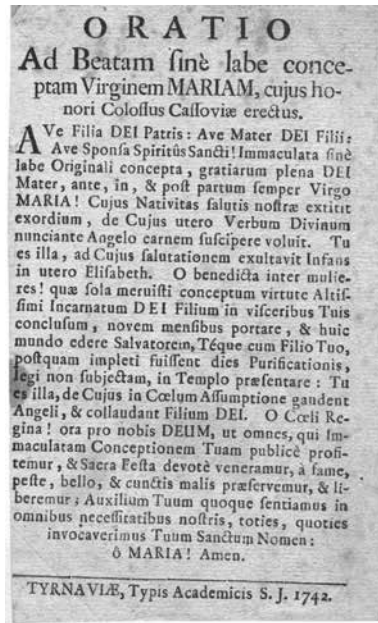 ORATIO
Ad Beatam ſinè labe conce-
ptam Virginem MARIAM, cujus ho-
nori Coloſſus Caſſoviæ erectus.
AVe Filia DEI Patris: Ave Mater DEI Filii:
Ave Sponſa Spiritûs Sancti! Immaculata ſinè
labe Originali concepta, gratiarum plena DEI
Mater, ante, in, & poſt partum ſemper Virgo
MARIA! Cujus Nativitas ſalutis noſtræ extitit
exordium, de Cujus utero Verbum Divinum
nunciante Angelo carnem ſuſcipere voluit. Tu
es illa, ad Cujus ſalutationem exultavit Infans
in utero Eliſabeth. O benedicta inter mulie-
res! quæ ſola meruiſti conceptum virtute Altiſ-
ſimi Incarnatum DEI Filium in viſceribus Tuis
concluſum, novem menſibus portare, & huic
mundo edere Salvatorem, Téque cum Filio Tuo,
poſtquam impleti fuiſſent dies Purificationis,
legi non ſubjectam, in Templo præſentare: Tu
es illa, de Cujus in Cœlum Aſſumptione gaudent
Angeli, & collaudant Filium DEI. O Cœli Re-
gina! ora pro nobis DEUM, ut omnes, qui Im-
maculatam Conceptionem Tuam publicè profi-
temur, & Sacra Feſta devotè veneramur, à fame,
peſte, bello, & cunctis malis præſervemur, & li-
beremur; Auxilium Tuum quoque ſentiamus in
omnibus neceſſitatibus noſtris, toties, quoties
invocaverimus Tuum Sanctum Nomen:
ô MARIA! Amen.
TYRNAVIÆ, Typis Academicis S. J. 1742.